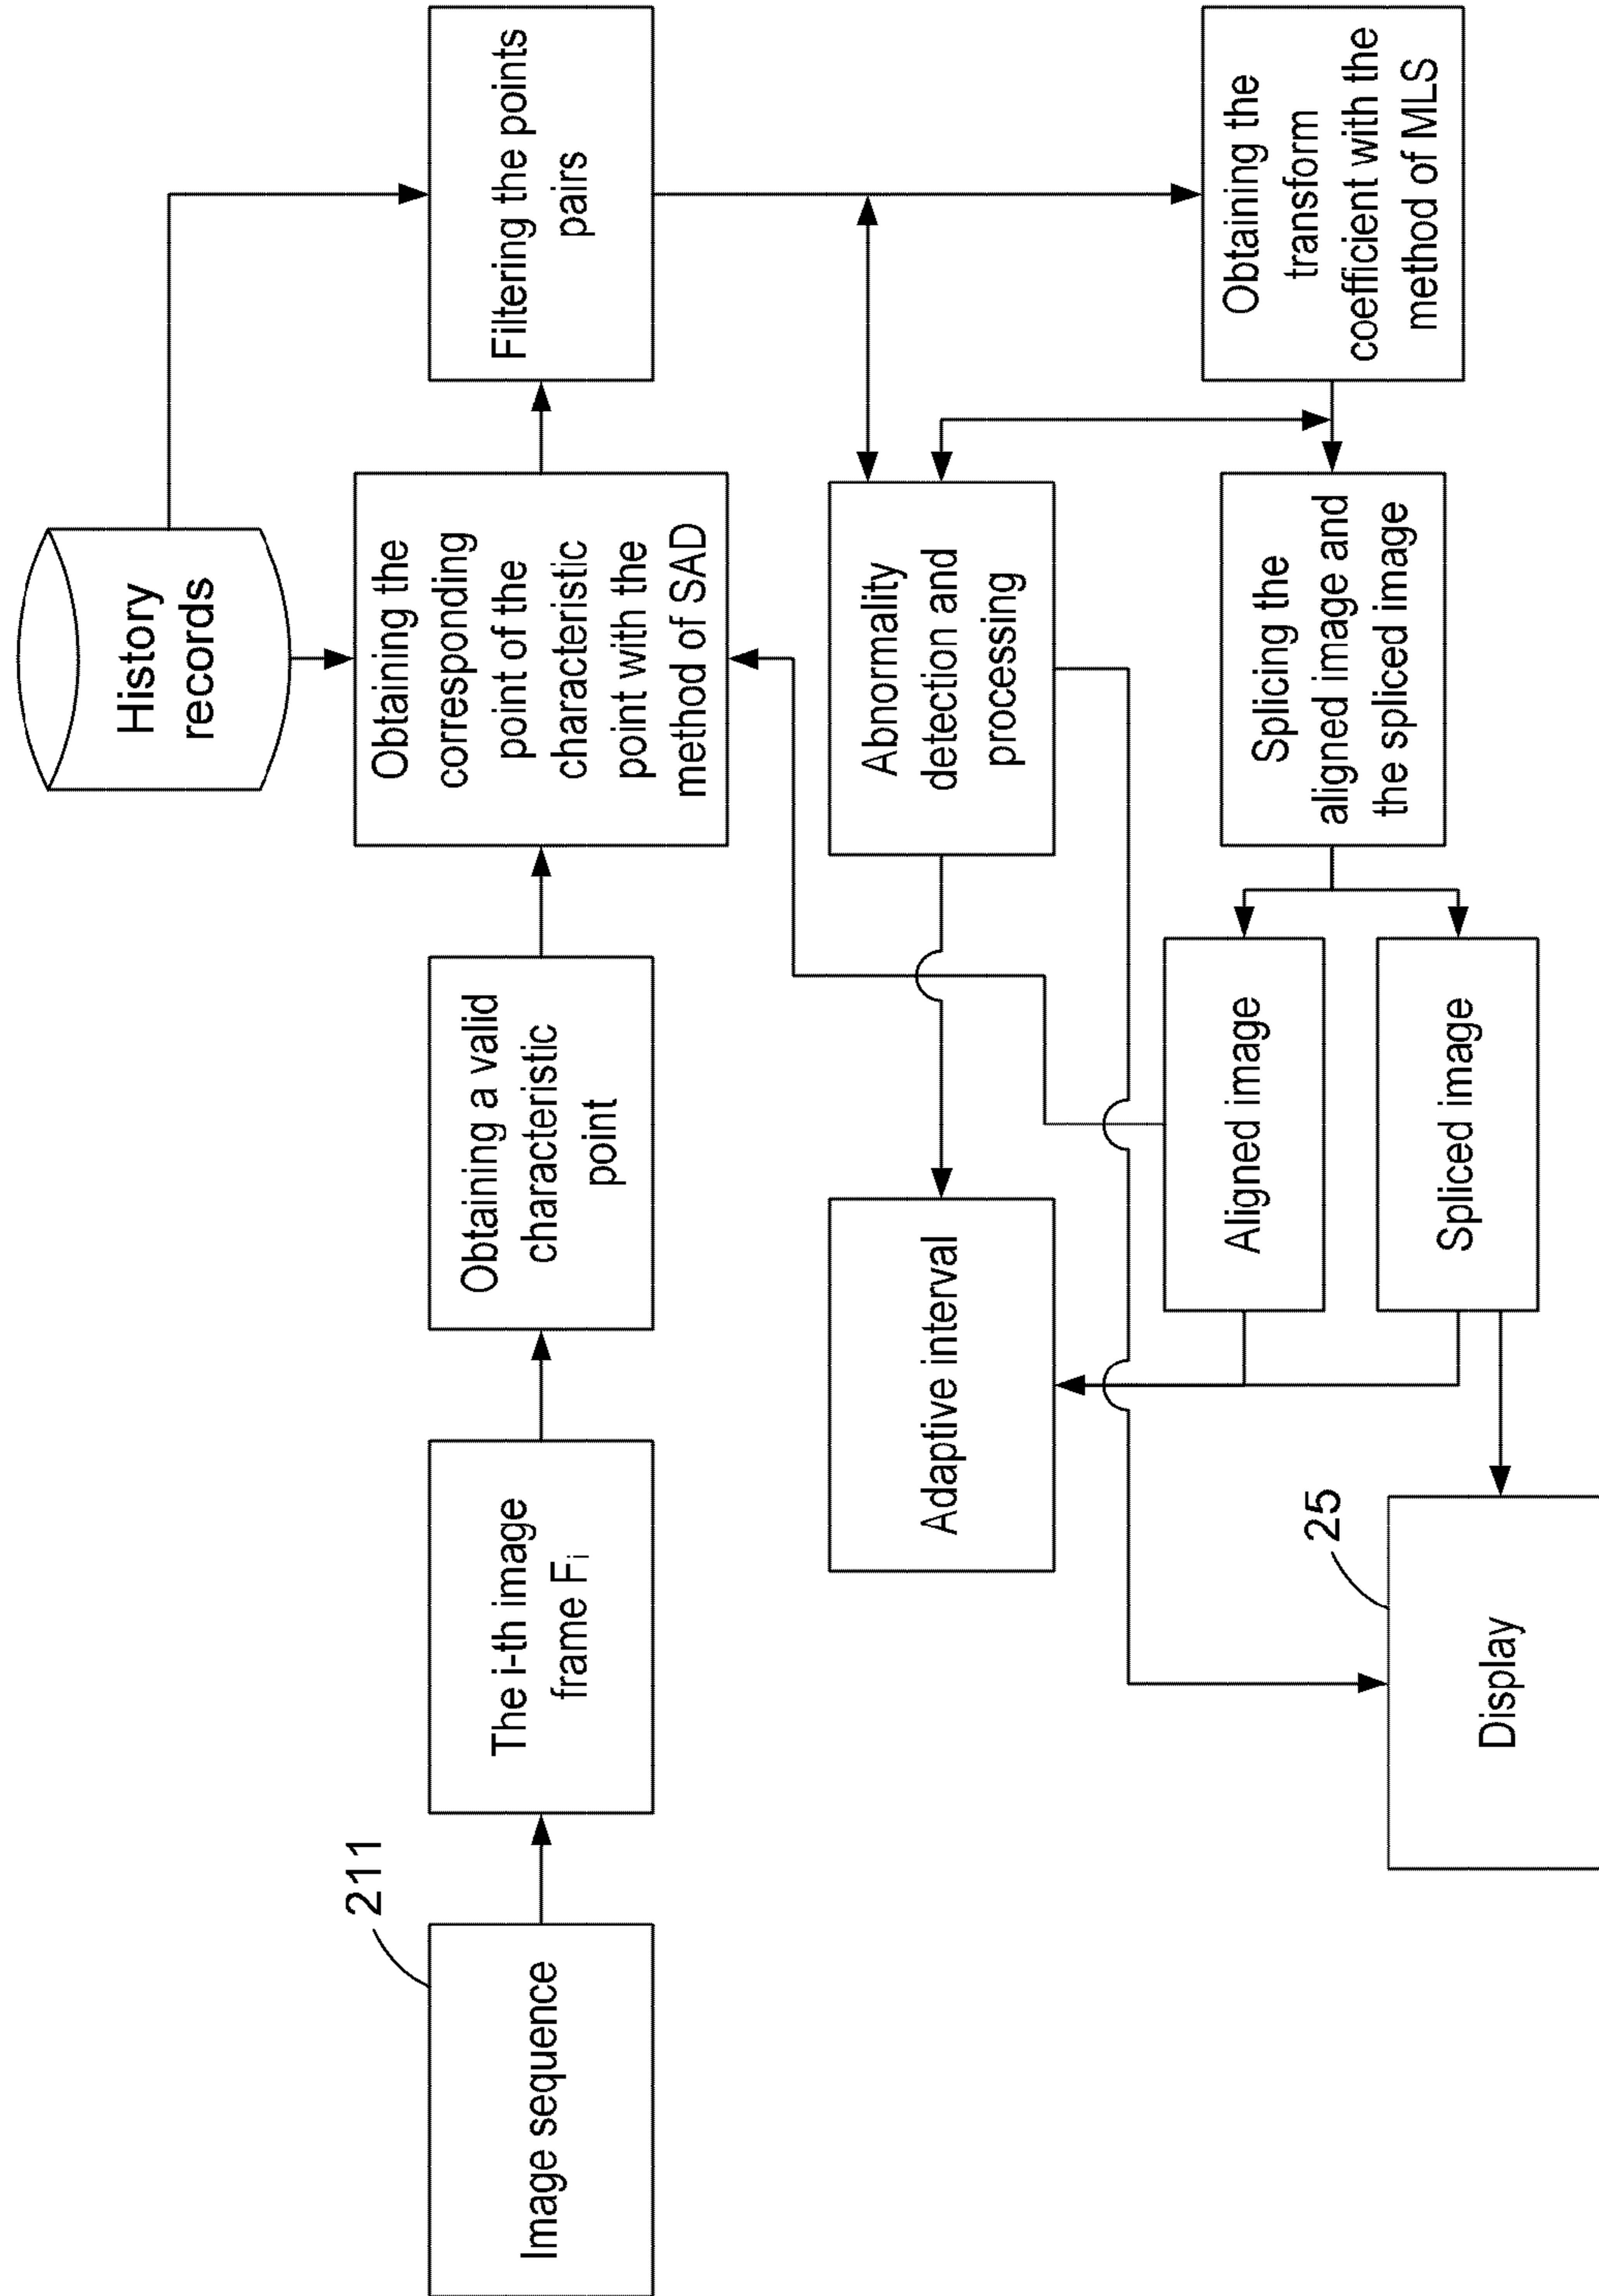 History
records
211
Image sequence
The i-th image
frame Fi
Obtaining a valid
characteristic
point
Obtaining the
corresponding
point of the
characteristic
point with the
method of SAD
Filtering the points
pairs
Adaptive interval
Abnormality
detection and
processing
25
Display
Aligned image
Spliced image
Splicing the
aligned image and
the spliced image
Obtaining the
transform
coefficient with the
method of MLS